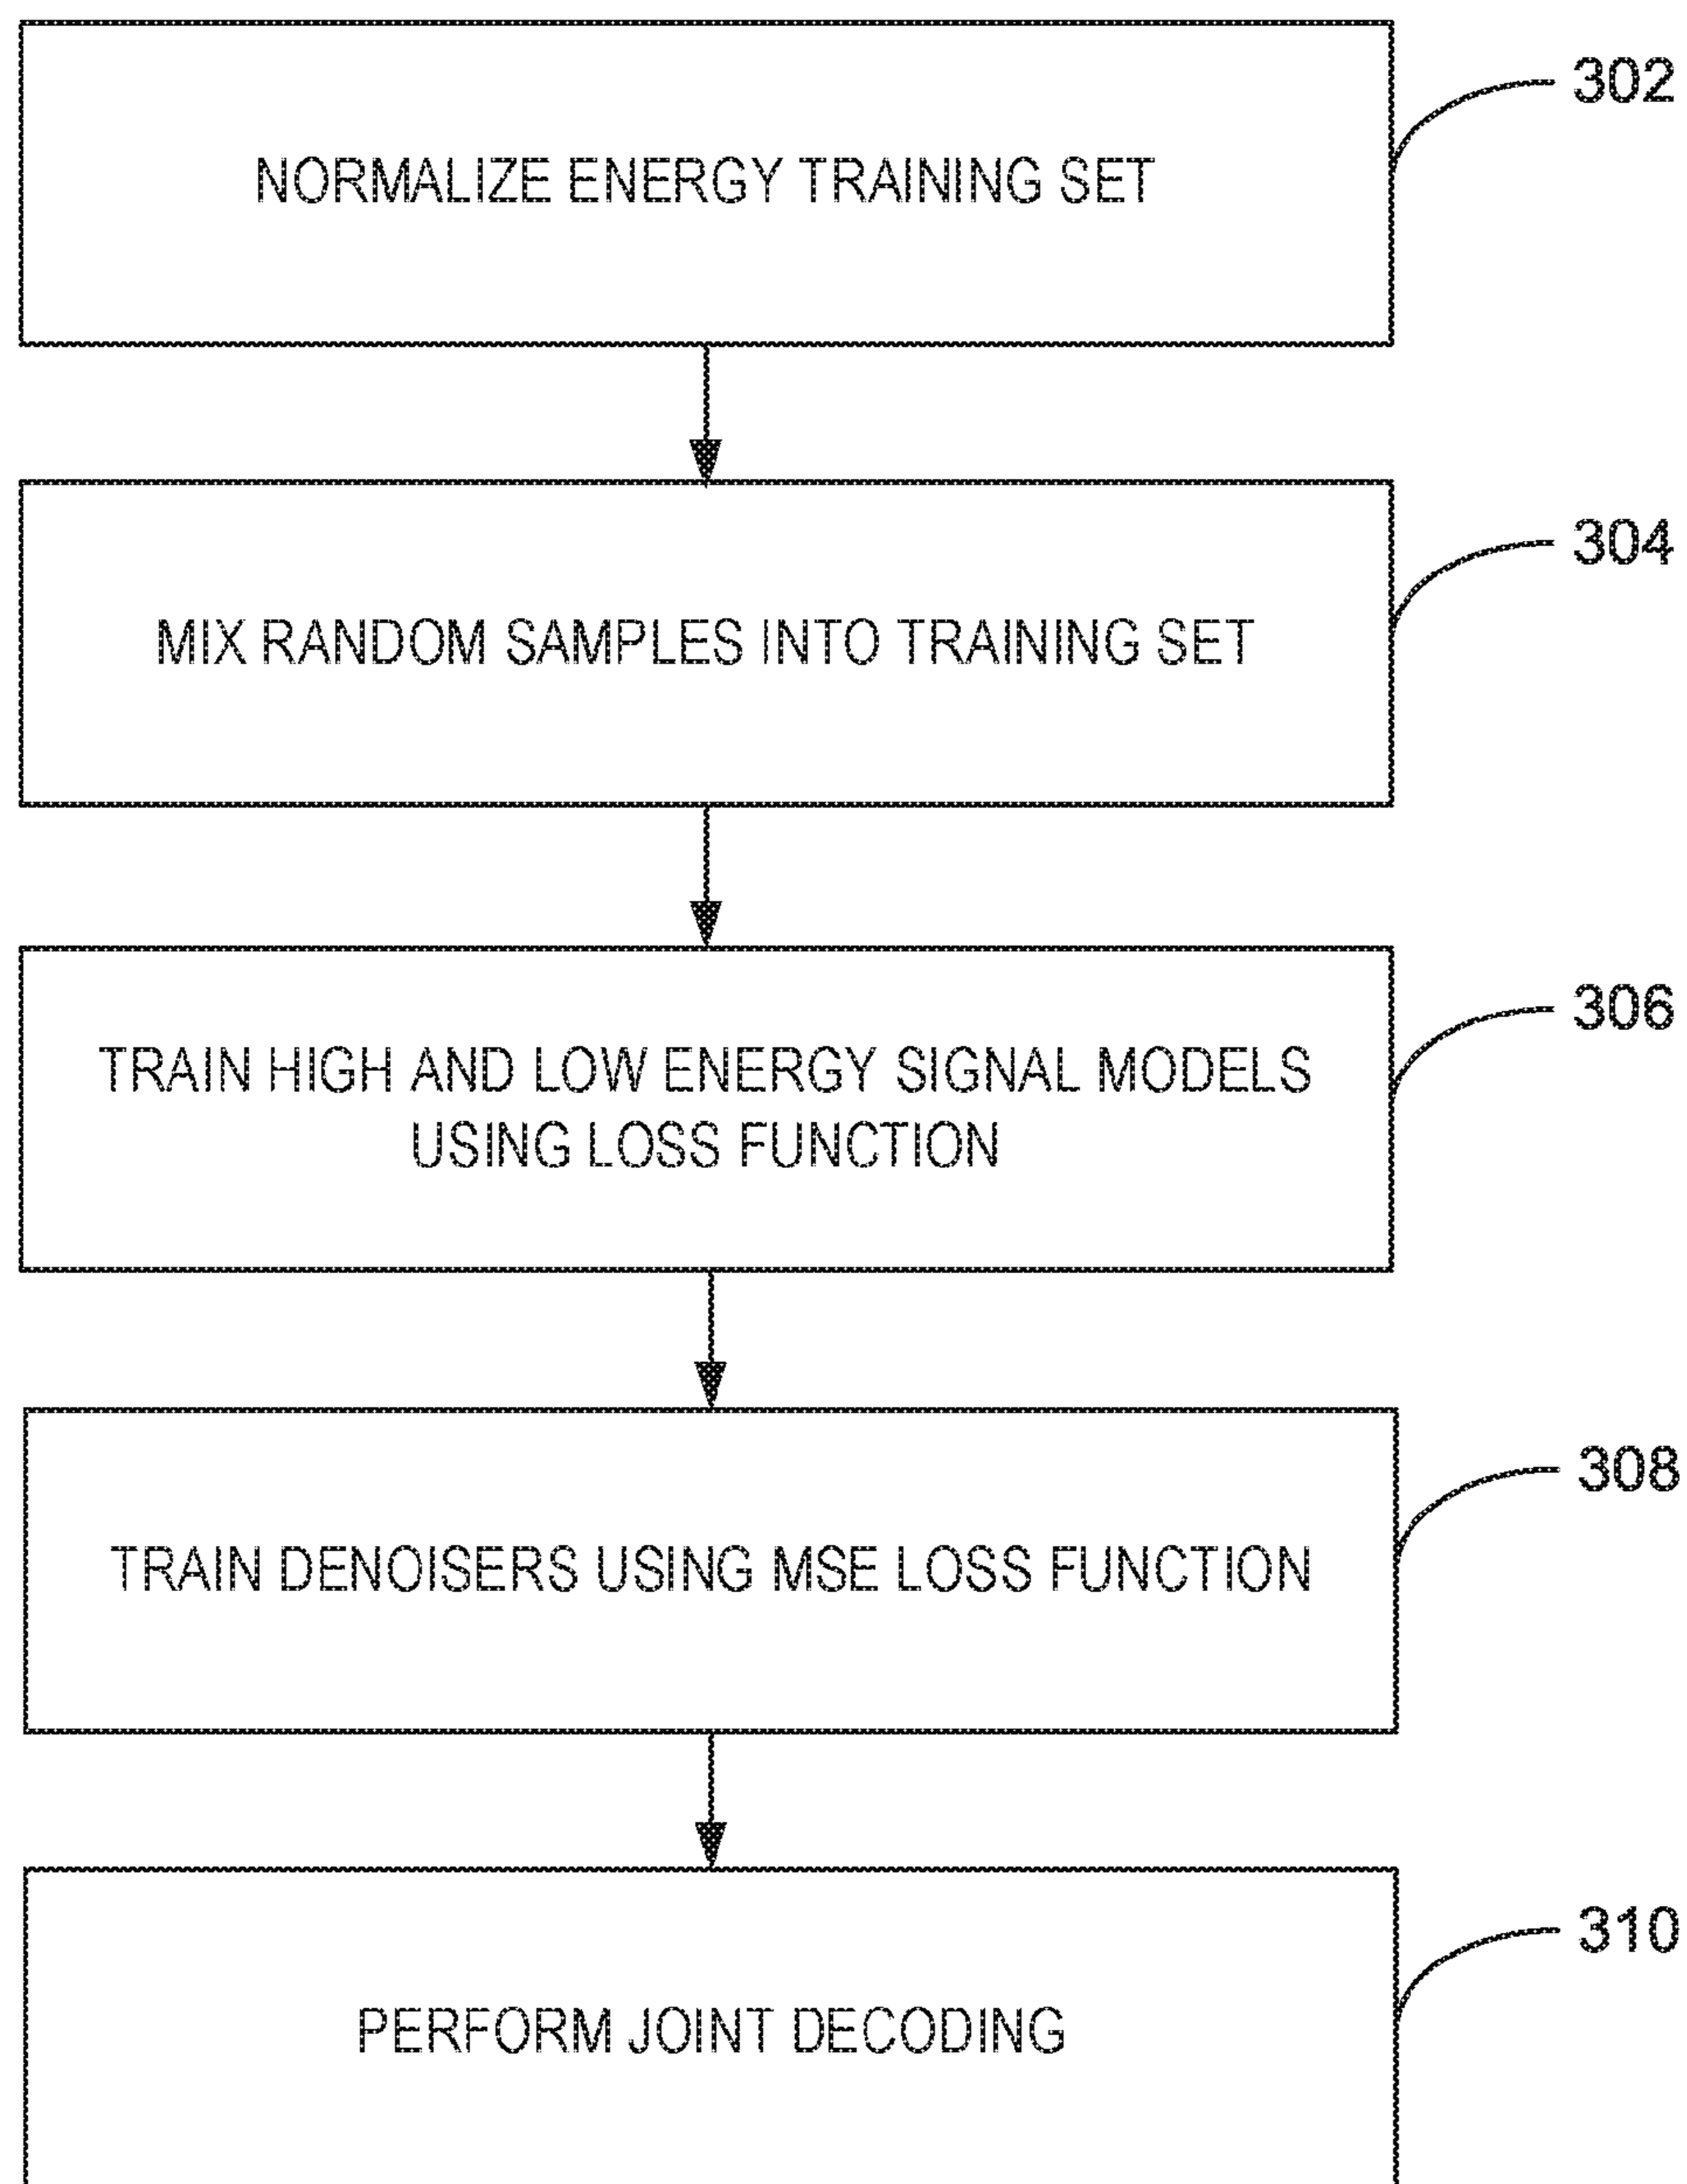 302
NORMALIZE ENERGY TRAINING SET
304
MIX RANDOM SAMPLES INTO TRAINING SET
306
TRAIN HIGH AND LOW ENERGY SIGNAL MODELS
USING LOSS FUNCTION
308
TRAIN DENOISERS USING MSE LOSS FUNCTION
310
PERFORM JOINT DECODING